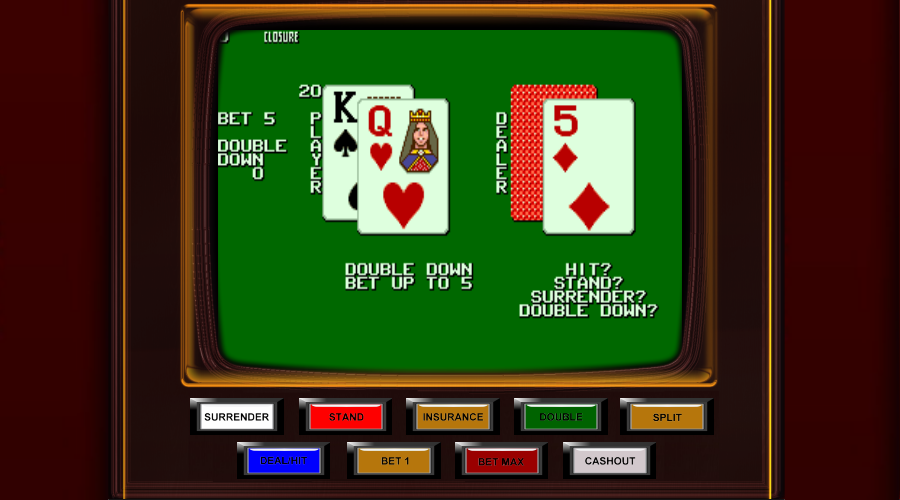 CLOSURE
20
BET 5
DOUBLE
DOWN
0
PLAYER
K
Q
DEALER
5
DOUBLE DOWN
BET UP TO 5
HIT?
STAND?
SURRENDER?
DOUBLE DOWN?
SURRENDER
STAND
INSURANCE
DOUBLE
SPLIT
DEAL/HIT
BET 1
BET MAX
CASHOUT